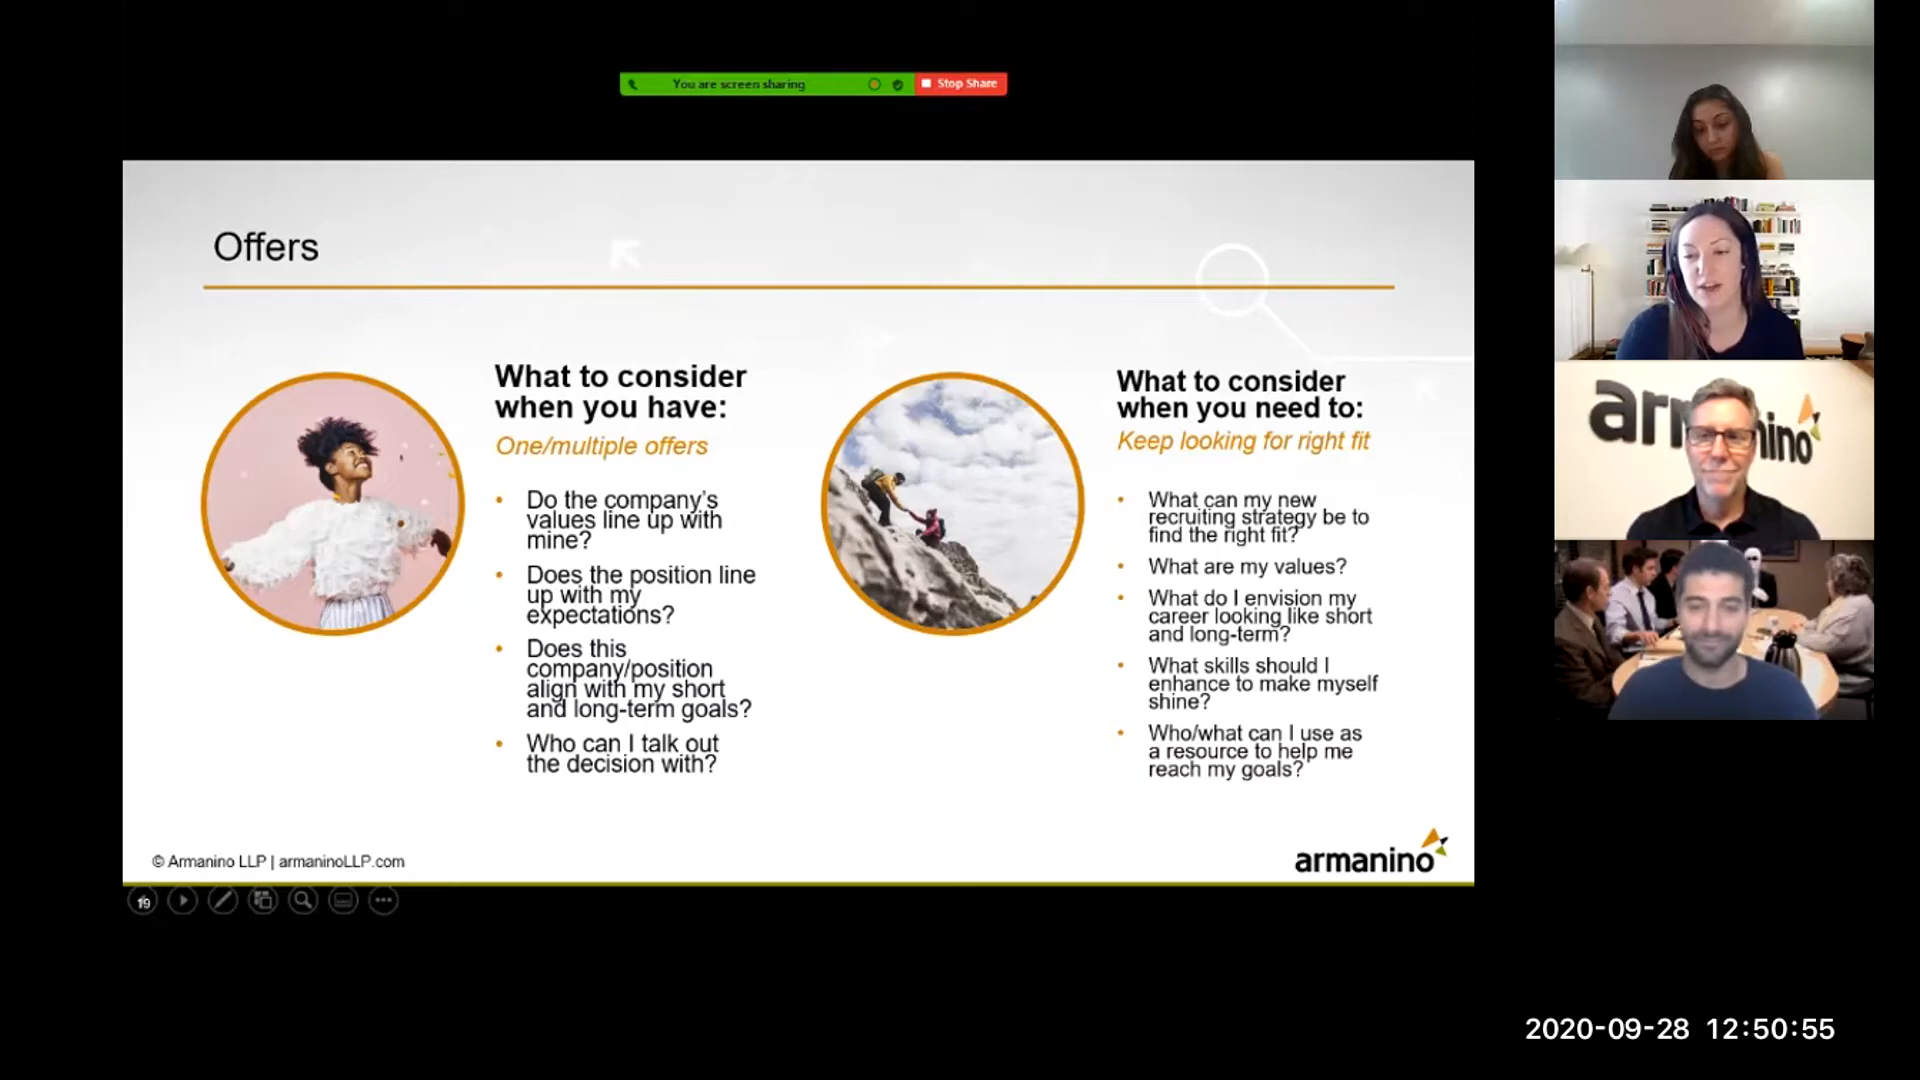 You are screen sharing
Stop Share
Offers
What to consider
when you have:
One/multiple offers
• Do the company's
values line up with
mine?
• Does the position line
up with my
expectations?
• Does this
company/position
align with my short
and long-term goals?
• Who can I talk out
the decision with?
What to consider
when you need to:
Keep looking for right fit
• What can my new
recruiting strategy be to
find the right fit?
• What are my values?
• What do I envision my
career looking like short
and long-term?
• What skills should I
enhance to make myself
shine?
• Who/what can I use as
a resource to help me
reach my goals?
© Armanino LLP | armaninoLLP.com
armanino
19
2020-09-28 12:50:55